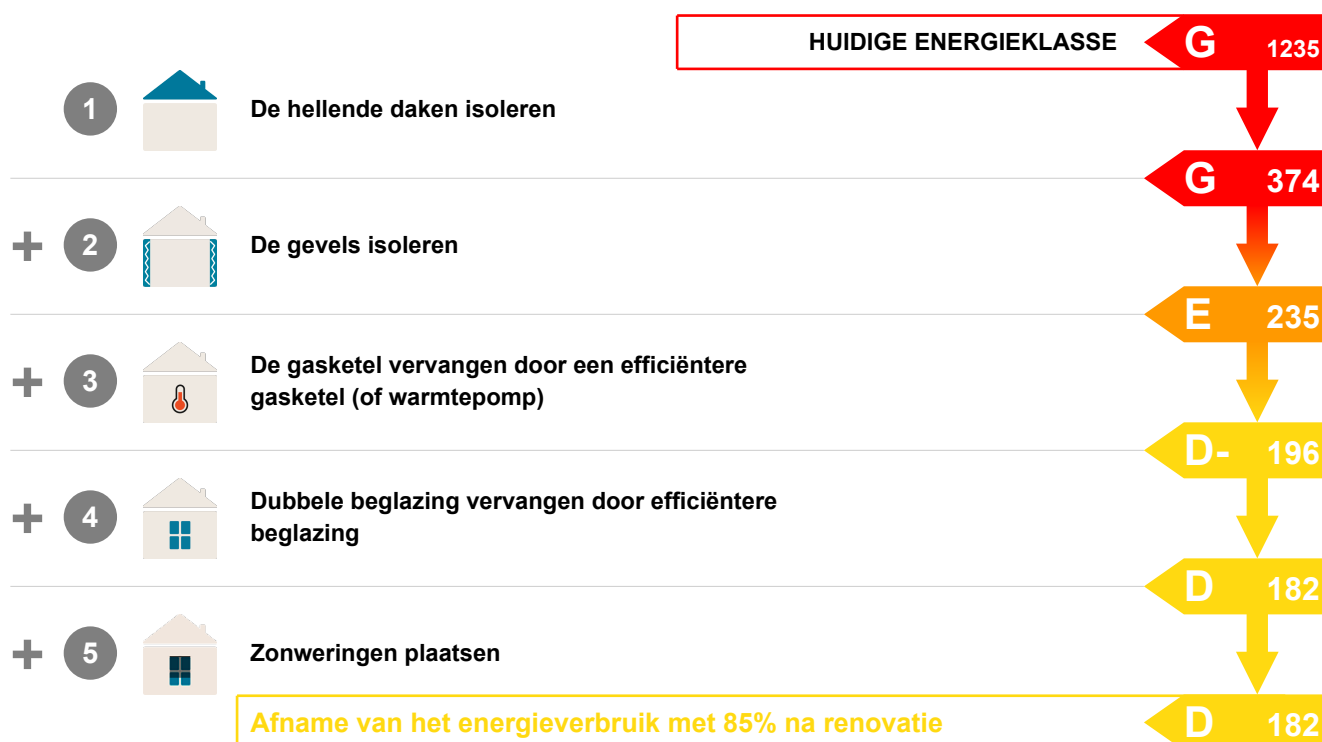 HUIDIGE ENERGIEKLASSE G 1235
1 De hellende daken isoleren
G 374
+ 2 De gevels isoleren
E 235
+ 3 De gasketel vervangen door een efficiëntere
gasketel (of warmtepomp)
D- 196
+ 4 Dubbele beglazing vervangen door efficiëntere
beglazing
D 182
+ 5 Zonweringen plaatsen
Afname van het energieverbruik met 85% na renovatie D 182